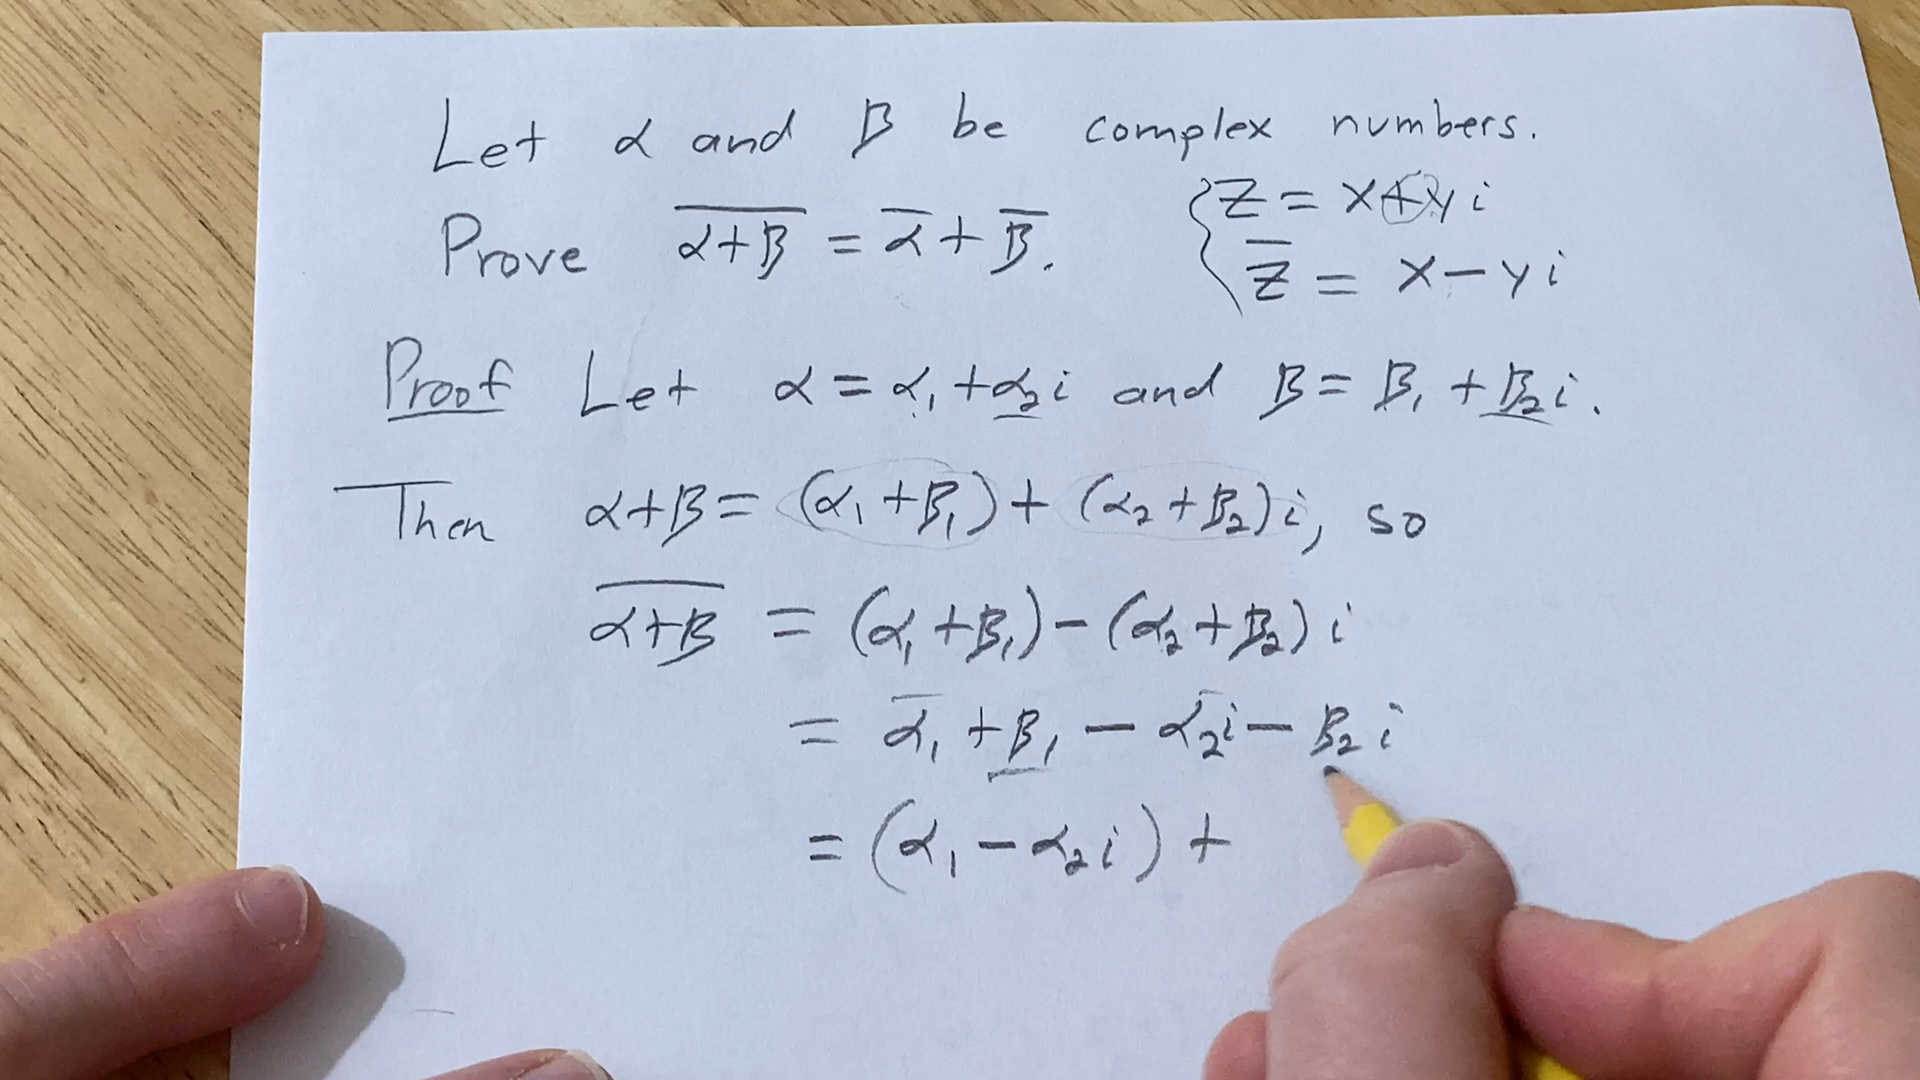 Let α and β be complex numbers.
Prove \overline{α+β} = \overline{α} + \overline{β}.
z = x+yi
\overline{z} = x-yi
Proof Let α = α₁ + α₂i and β = β₁ + β₂i.
Then α+β = (α₁+β₁) + (α₂+β₂)i, so
\overline{α+β} = (α₁+β₁) - (α₂+β₂)i
= α₁ + β₁ - α₂i - β₂i
= (α₁ - α₂i) +